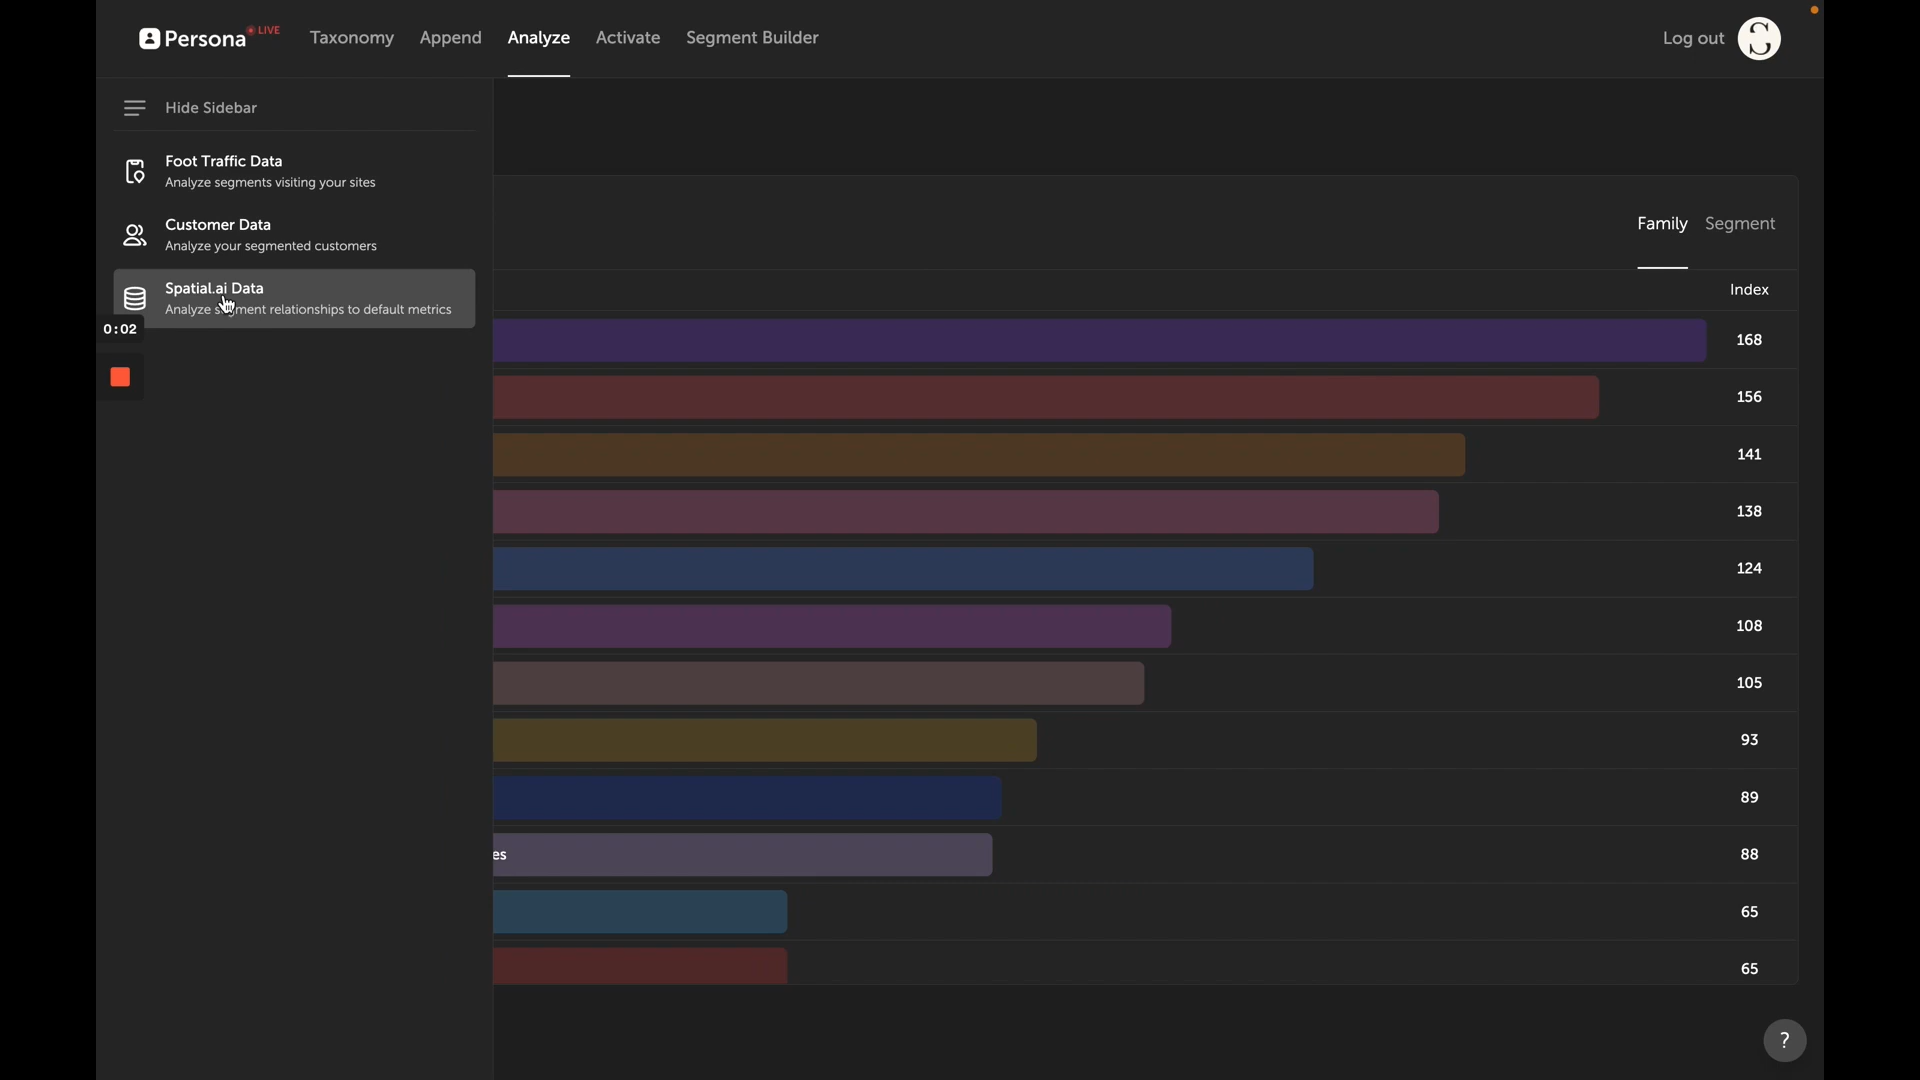 Persona LIVE
Taxonomy Append Analyze Activate Segment Builder
Log out
S
Hide Sidebar
Foot Traffic Data
Analyze segments visiting your sites
Customer Data
Analyze your segmented customers
Spatial.ai Data
Analyze segment relationships to default metrics
0:02
Family Segment
Index
168
156
141
138
124
108
105
93
89
es 88
65
65
?